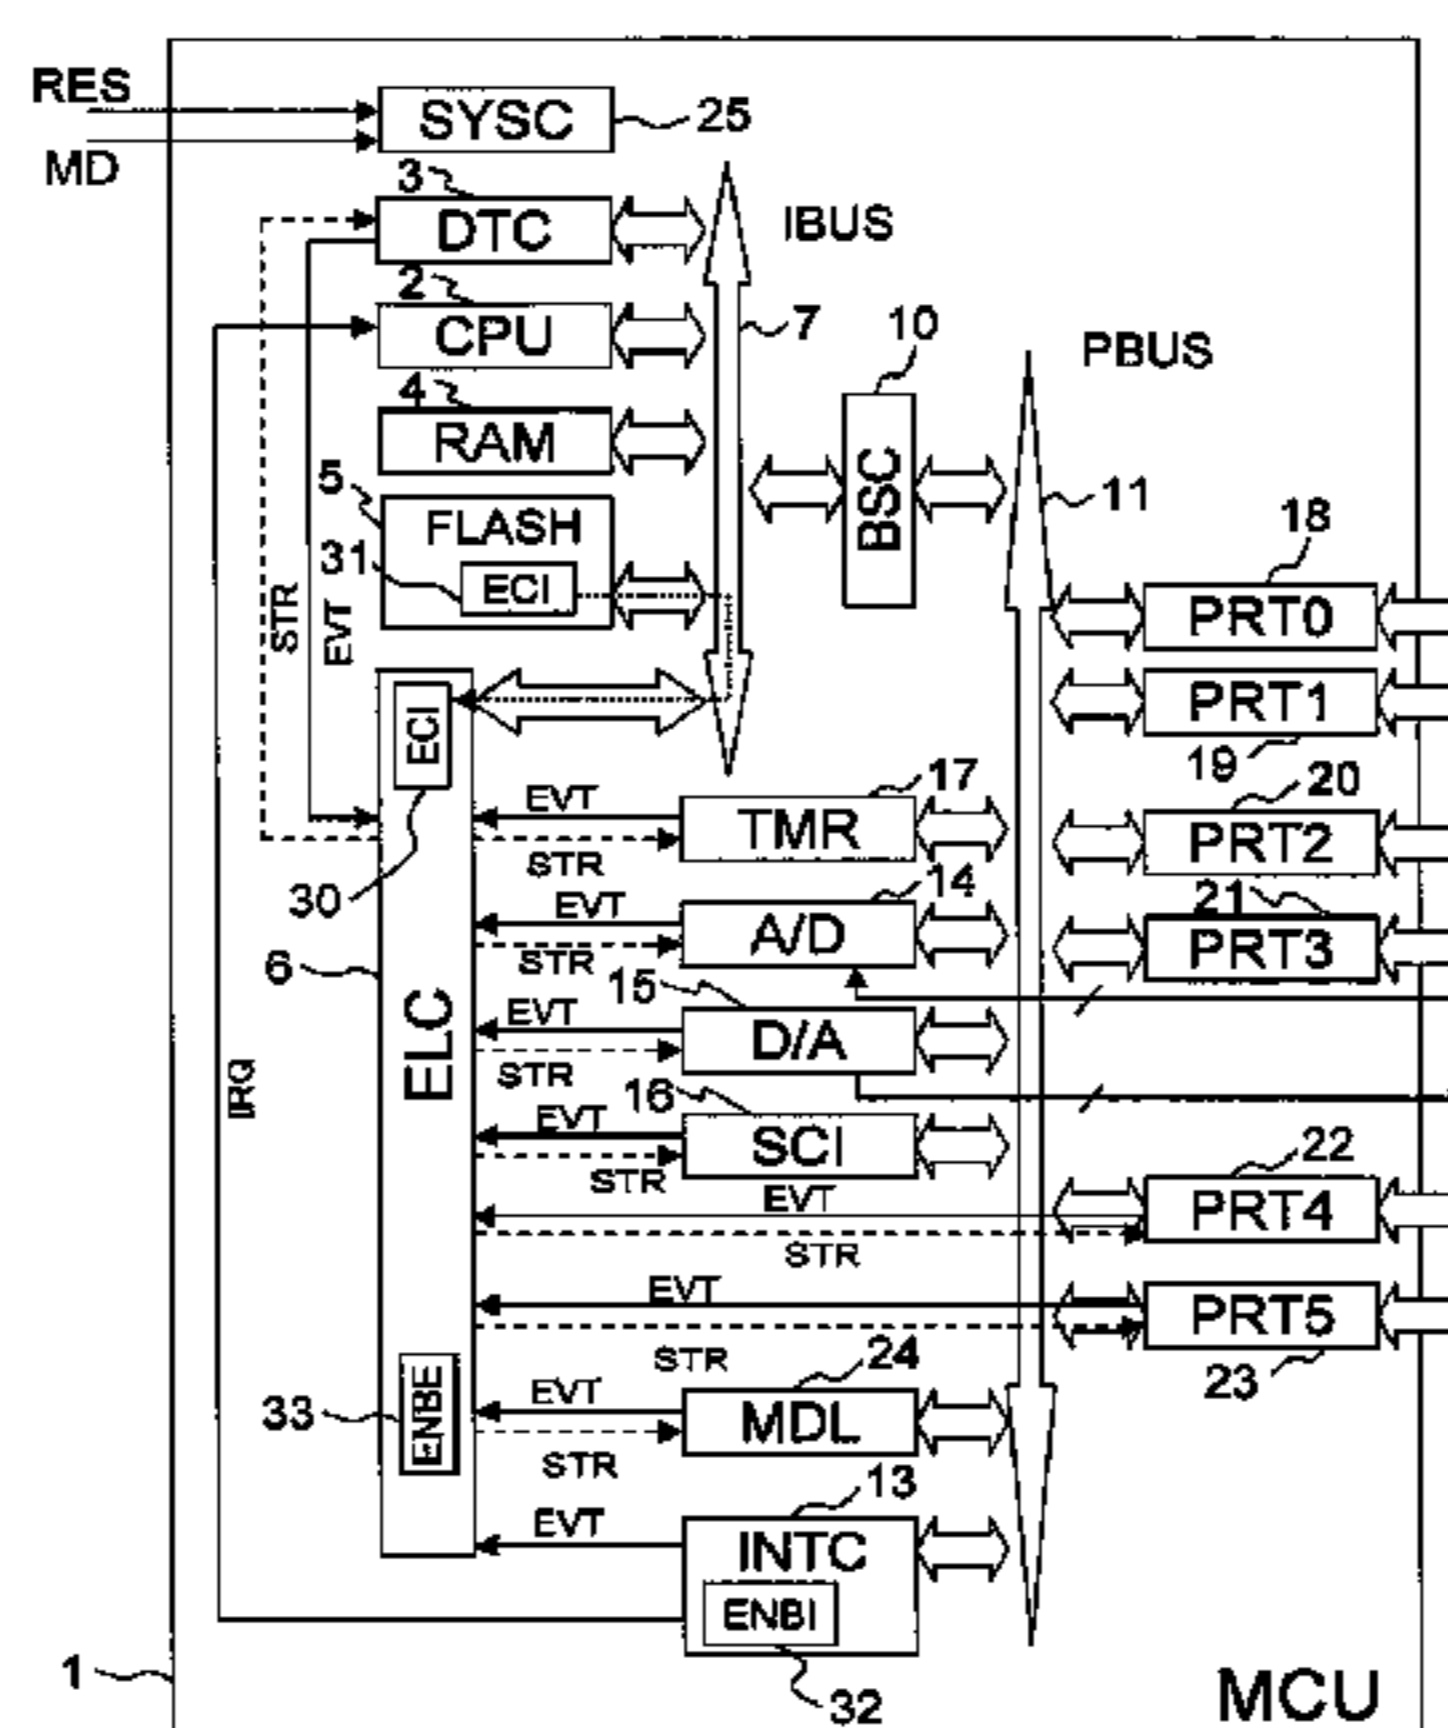 RES
SYSC
25
MD
3
DTC
IBUS
2
CPU
7
10
PBUS
4
RAM
BSC
11
5
FLASH
31
ECI
18
PRT0
STR
EVT
ECI
PRT1
19
17
20
EVT
TMR
PRT2
STR
30
14
21
EVT
A/D
PRT3
6
STR
15
ELC
EVT
D/A
STR
IRQ
16
EVT
SCI
22
STR
EVT
PRT4
STR
EVT
PRT5
STR
24
23
33
ENBE
EVT
MDL
STR
13
EVT
INTC
ENBI
1
32
MCU